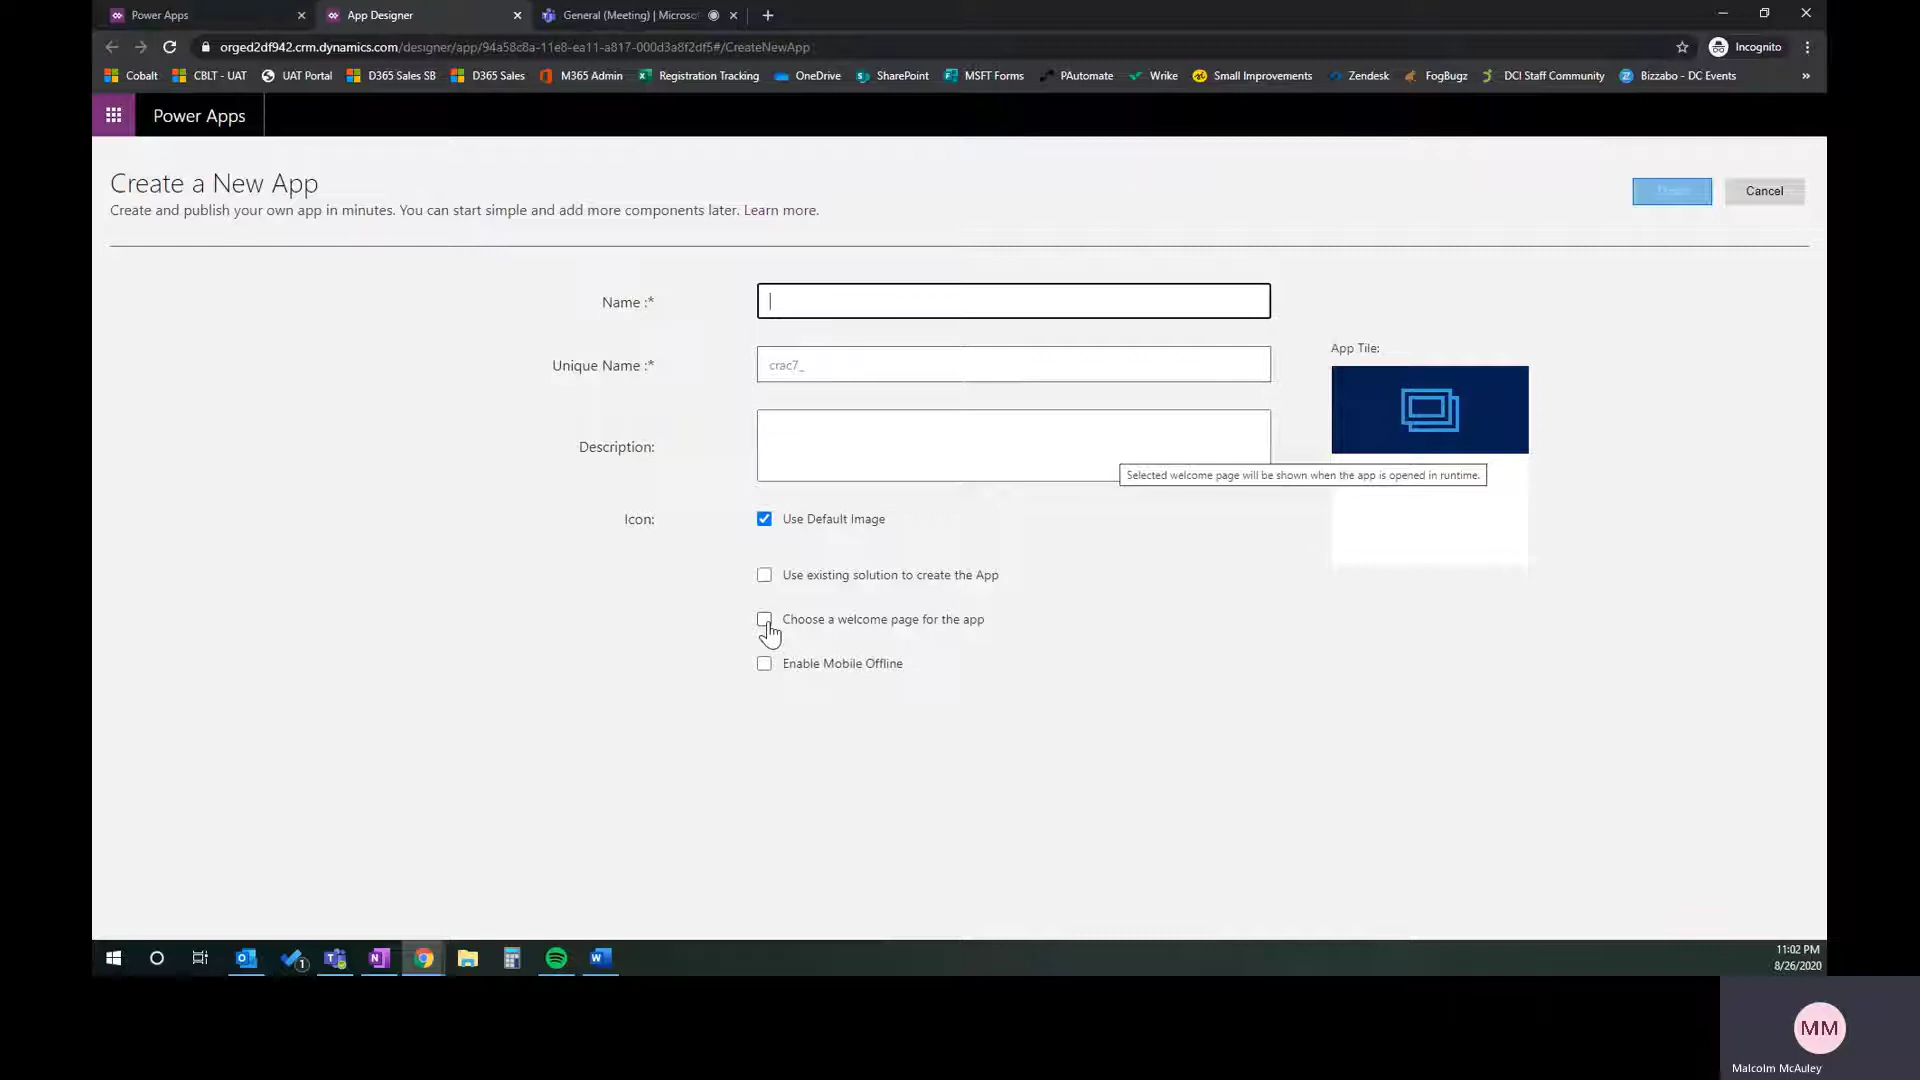 Power Apps
App Designer
General (Meeting) | Microso
orged2df942.crm.dynamics.com/designer/app/94a58c8a-11e8-ea11-a817-000d3a8f2df5#/CreateNewApp
Incognito
Cobalt
CBLT - UAT
UAT Portal
D365 Sales SB
D365 Sales
M365 Admin
Registration Tracking
OneDrive
SharePoint
MSFT Forms
PAutomate
Wrike
Small Improvements
Zendesk
FogBugz
DCI Staff Community
Bizzabo - DC Events
»
Power Apps
Create a New App
Create and publish your own app in minutes. You can start simple and add more components later. Learn more.
Cancel
Name :*
Unique Name :*
crac7_
App Tile:
Description:
Selected welcome page will be shown when the app is opened in runtime.
Icon:
Use Default Image
Use existing solution to create the App
Choose a welcome page for the app
Enable Mobile Offline
1
11:02 PM
8/26/2020
MM
Malcolm McAuley